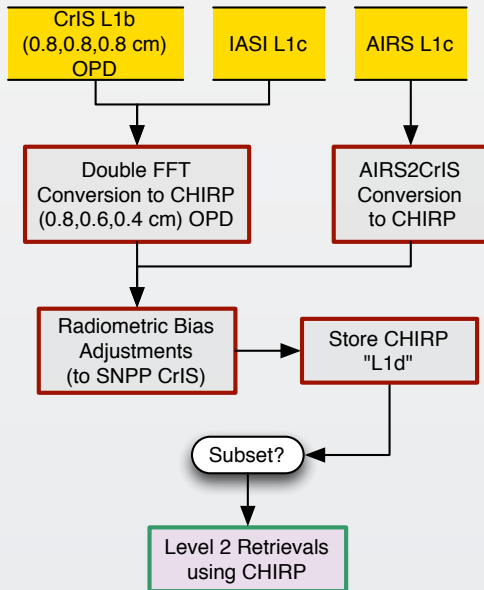 CrIS L1b
(0.8,0.8,0.8 cm)
OPD
IASI L1c
AIRS L1c
Double FFT
Conversion to CHIRP
(0.8,0.6,0.4 cm) OPD
AIRS2CrIS
Conversion
to CHIRP
Radiometric Bias
Adjustments
(to SNPP CrIS)
Store CHIRP
"L1d"
Subset?
Level 2 Retrievals
using CHIRP